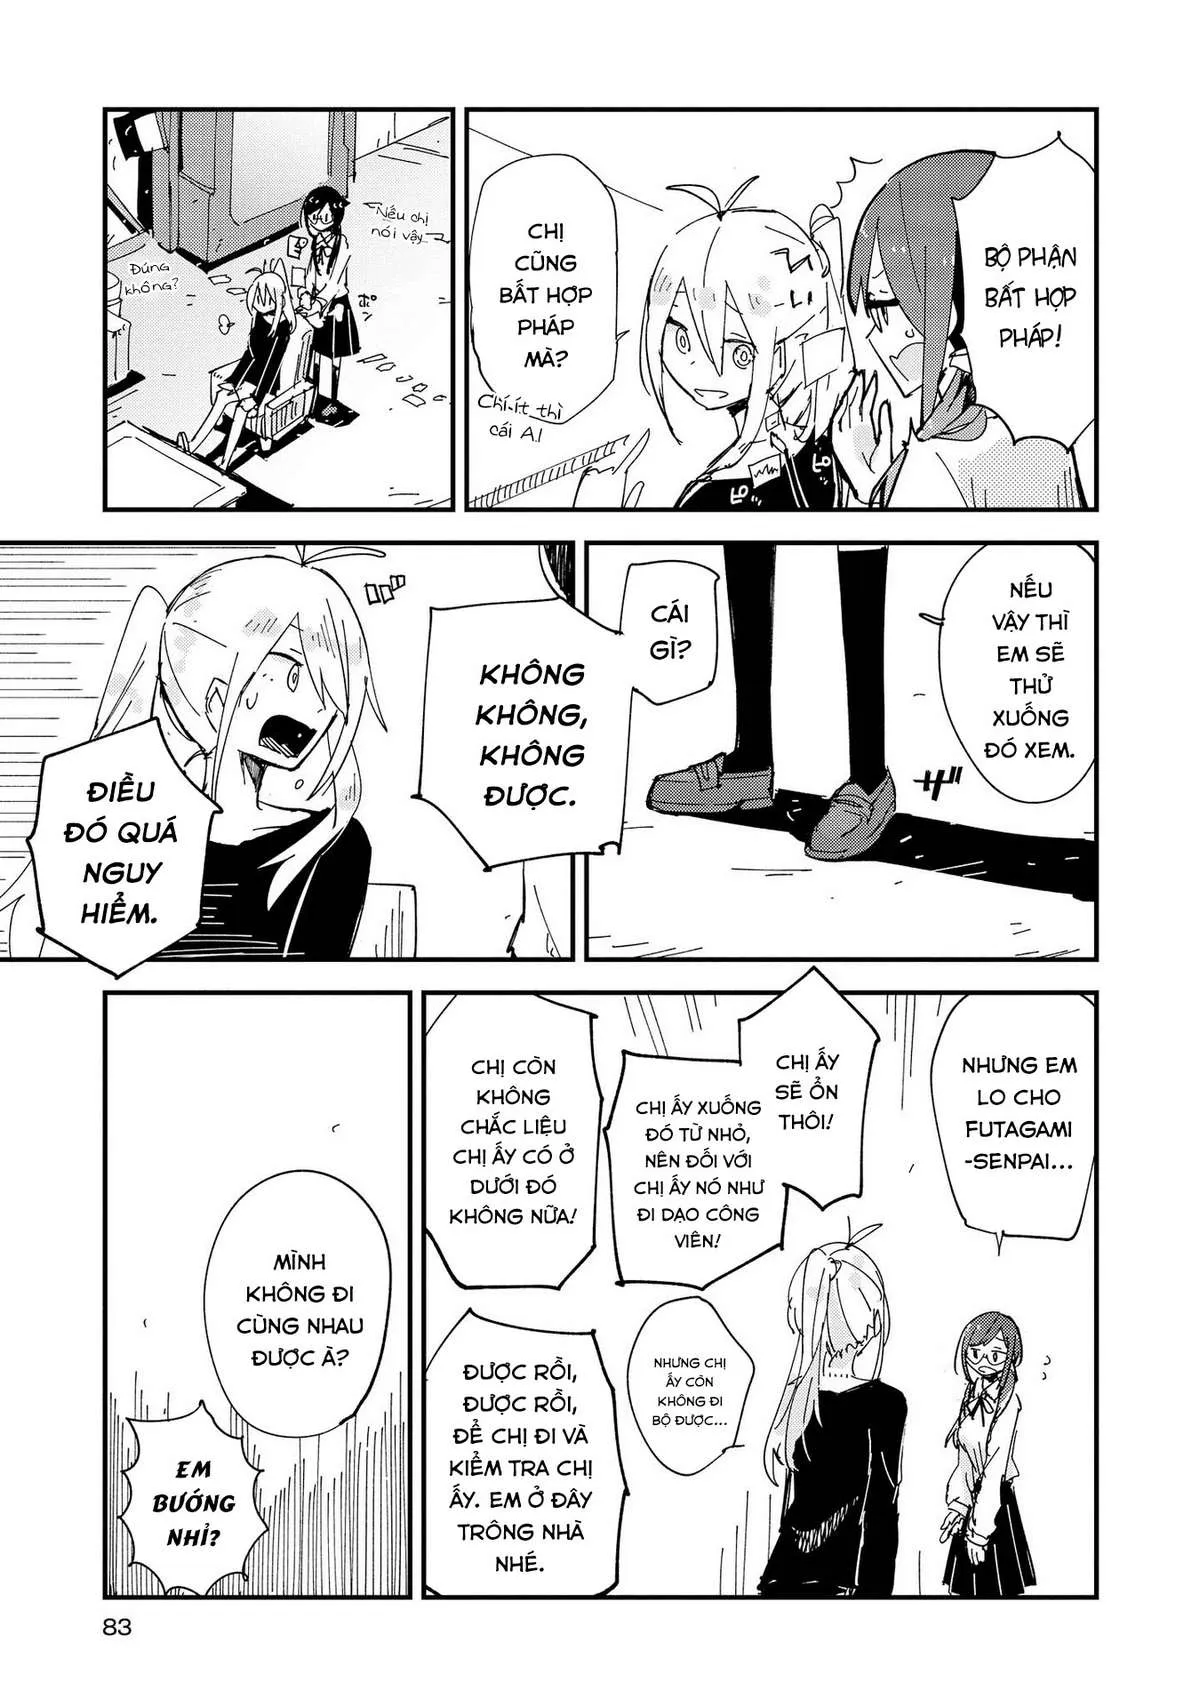 BỘ PHẬN
BẤT HỢP
PHÁP!
CHỊ
CŨNG
BẤT HỢP
PHÁP
MÀ?
Chí-ít thì
cái A.I
ピ
ピ
Nếu chị
nói vậy...
Đúng
không?
ポン
NẾU
VẬY THÌ
EM SẼ
THỬ
XUỐNG
ĐÓ XEM.
CÁI
GÌ?
KHÔNG
KHÔNG,
KHÔNG
ĐƯỢC.
ĐIỀU
ĐÓ QUÁ
NGUY
HIỂM.
NHƯNG EM
LO CHO
FUTAGAMI
-SENPAI...
CHỊ ẤY
SẼ ỔN
THÔI!
CHỊ ẤY XUỐNG
ĐÓ TỪ NHỎ,
NÊN ĐỐI VỚI
CHỊ ẤY NÓ NHƯ
ĐI DẠO CÔNG
VIÊN!
CHỊ CÒN
KHÔNG
CHẮC LIỆU
CHỊ ẤY CÓ Ở
DƯỚI ĐÓ
KHÔNG NỮA!
NHƯNG CHỊ
ẤY CÒN
KHÔNG ĐI
BỘ ĐƯỢC...
ĐƯỢC RỒI,
ĐƯỢC RỒI,
ĐỂ CHỊ ĐI VÀ
KIỂM TRA CHỊ
ẤY. EM Ở ĐÂY
TRÔNG NHÀ
NHÉ.
MÌNH
KHÔNG ĐI
CÙNG NHAU
ĐƯỢC À?
EM
BƯỚNG
NHỈ?
83